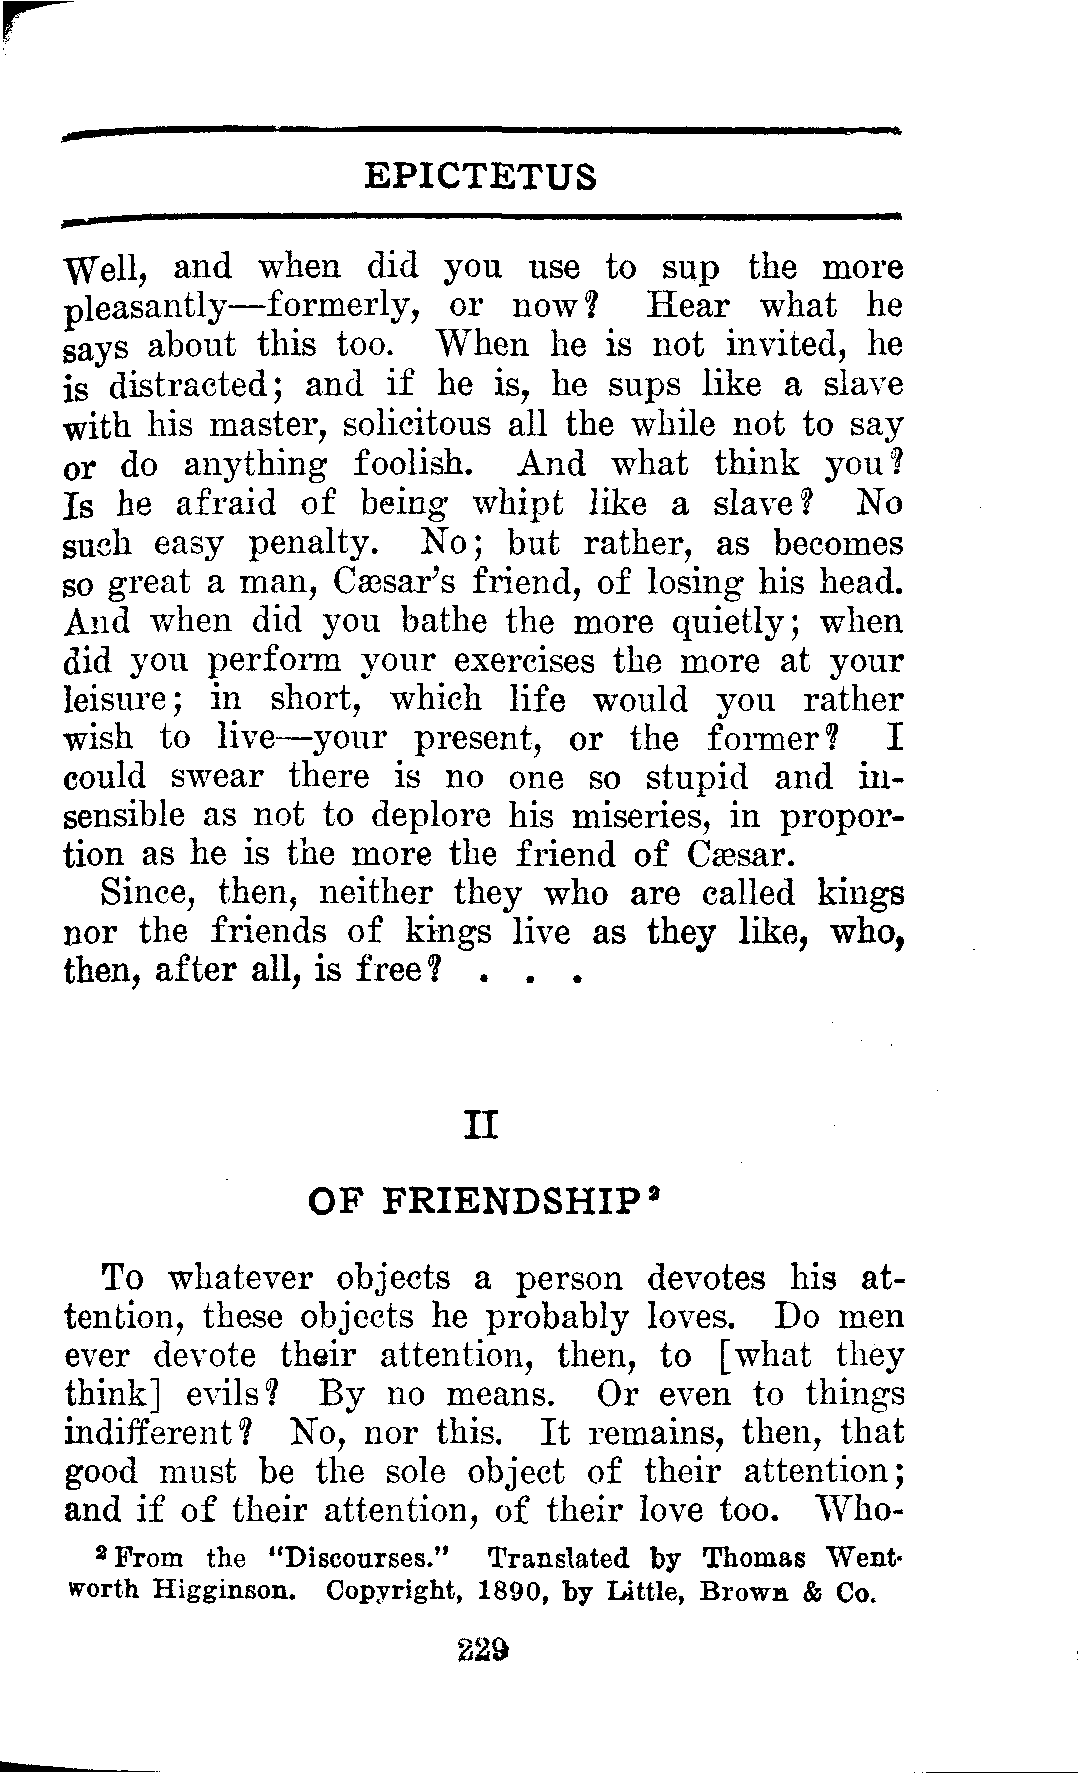 EPICTETUS
Well, and when did you use to sup the more
pleasantly—formerly, or now? Hear what he
says about this too. When he is not invited, he
is distracted; and if he is, he sups like a slave
with his master, solicitous all the while not to say
or do anything foolish. And what think you?
Is he afraid of being whipt like a slave? No
such easy penalty. No; but rather, as becomes
so great a man, Cæsar's friend, of losing his head.
And when did you bathe the more quietly; when
did you perform your exercises the more at your
leisure; in short, which life would you rather
wish to live—your present, or the former? I
could swear there is no one so stupid and in-
sensible as not to deplore his miseries, in propor-
tion as he is the more the friend of Cæsar.
Since, then, neither they who are called kings
nor the friends of kings live as they like, who,
then, after all, is free? . . .
II
OF FRIENDSHIP²
To whatever objects a person devotes his at-
tention, these objects he probably loves. Do men
ever devote their attention, then, to [what they
think] evils? By no means. Or even to things
indifferent? No, nor this. It remains, then, that
good must be the sole object of their attention;
and if of their attention, of their love too. Who-
² From the "Discourses." Translated by Thomas Went-
worth Higginson. Copyright, 1890, by Little, Brown & Co.
229